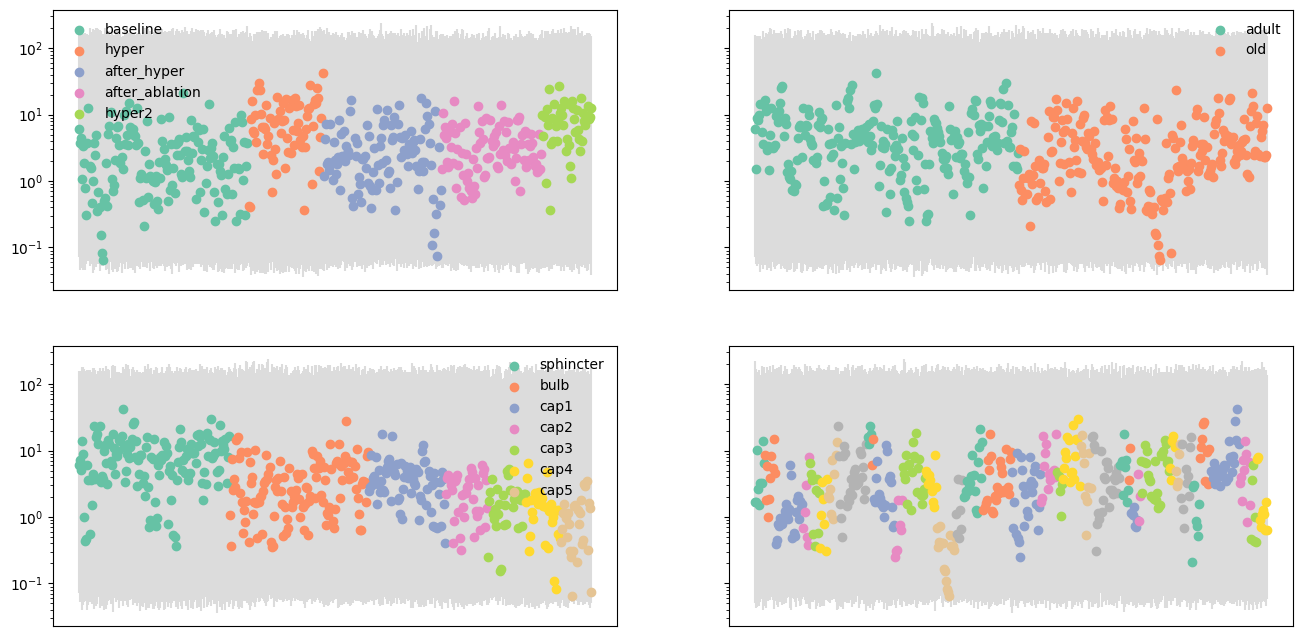 baseline
hyper
after_hyper
after_ablation
hyper2
10²
10¹
10⁰
10⁻¹
adult
old
sphincter
bulb
cap1
cap2
cap3
cap4
cap5
10²
10¹
10⁰
10⁻¹